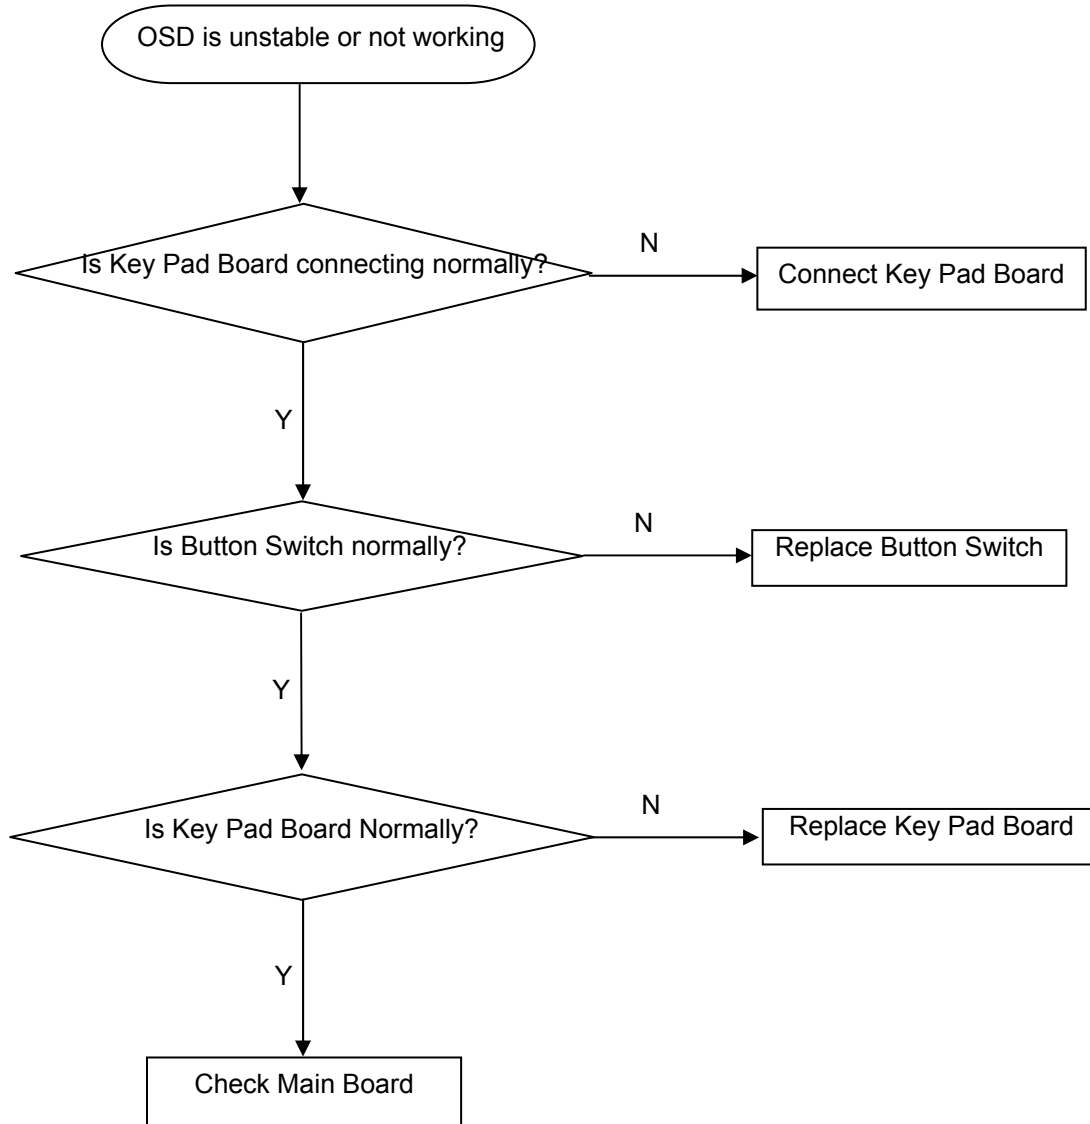 OSD is unstable or not working
Is Key Pad Board connecting normally?
N
Connect Key Pad Board
Y
Is Button Switch normally?
N
Replace Button Switch
Y
Is Key Pad Board Normally?
N
Replace Key Pad Board
Y
Check Main Board